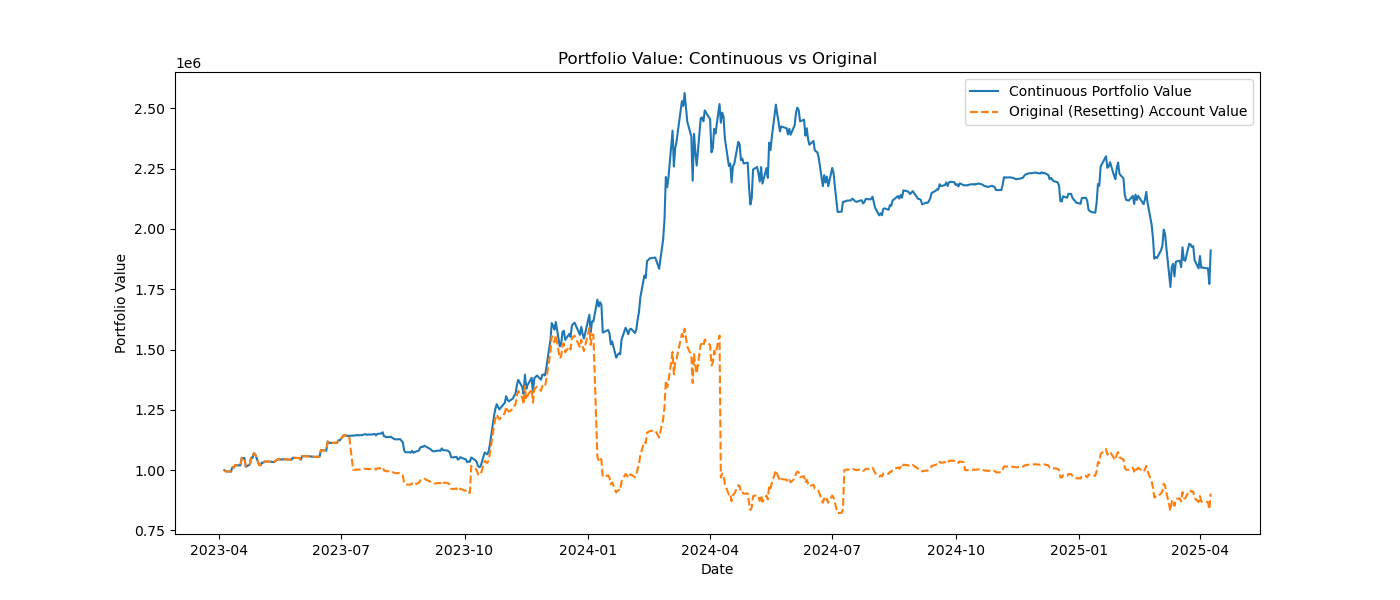 Portfolio Value: Continuous vs Original
1e6
Continuous Portfolio Value
Original (Resetting) Account Value
2.50
2.25
2.00
1.75
1.50
1.25
1.00
0.75
Portfolio Value
2023-04 2023-07 2023-10 2024-01 2024-04 2024-07 2024-10 2025-01 2025-04
Date